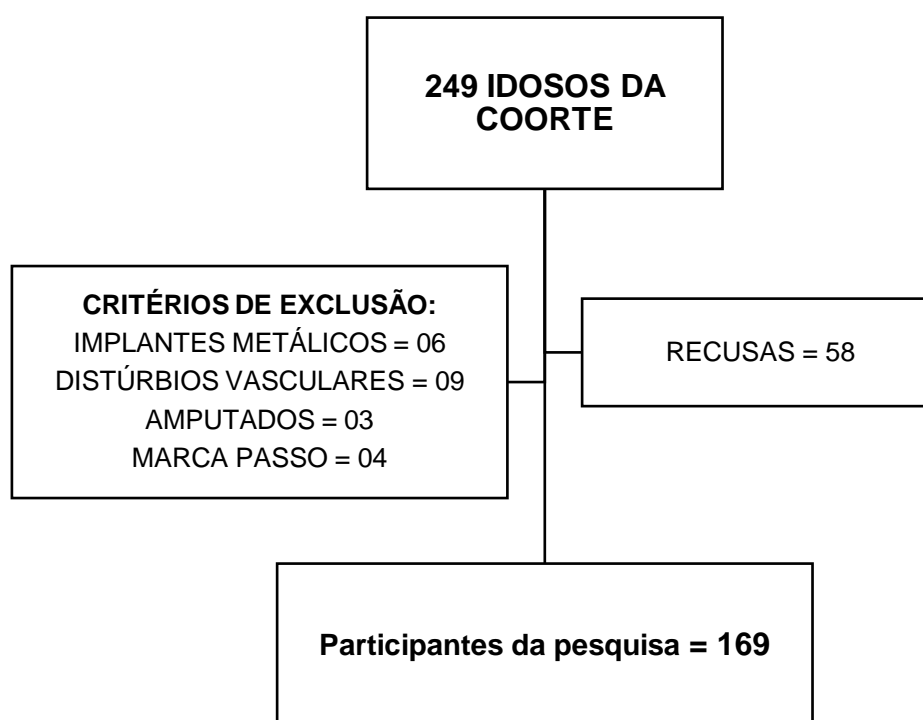 249 IDOSOS DA
COORTE
CRITÉRIOS DE EXCLUSÃO:
IMPLANTES METÁLICOS = 06
DISTÚRBIOS VASCULARES = 09
AMPUTADOS = 03
MARCA PASSO = 04
RECUSAS = 58
Participantes da pesquisa = 169